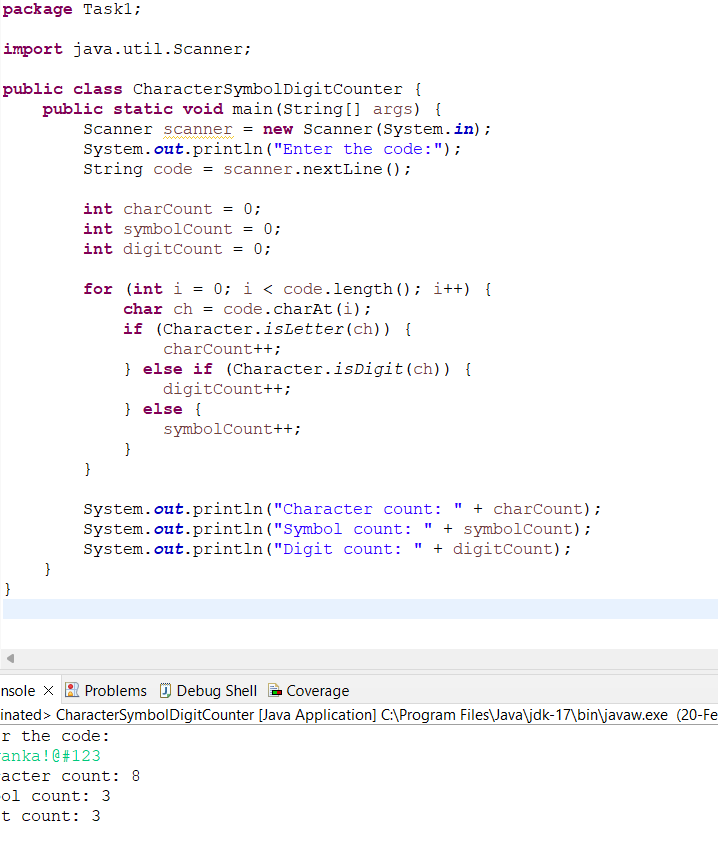 package Task1;
import java.util.Scanner;
public class CharacterSymbolDigitCounter {
    public static void main(String[] args) {
        Scanner scanner = new Scanner(System.in);
        System.out.println("Enter the code:");
        String code = scanner.nextLine();
        int charCount = 0;
        int symbolCount = 0;
        int digitCount = 0;
        for (int i = 0; i < code.length(); i++) {
            char ch = code.charAt(i);
            if (Character.isLetter(ch)) {
                charCount++;
            } else if (Character.isDigit(ch)) {
                digitCount++;
            } else {
                symbolCount++;
            }
        }
        System.out.println("Character count: " + charCount);
        System.out.println("Symbol count: " + symbolCount);
        System.out.println("Digit count: " + digitCount);
    }
}
nsole Problems Debug Shell Coverage
inated> CharacterSymbolDigitCounter [Java Application] C:\Program Files\Java\jdk-17\bin\javaw.exe (20-Fe
r the code:
anka!@#123
acter count: 8
ol count: 3
t count: 3